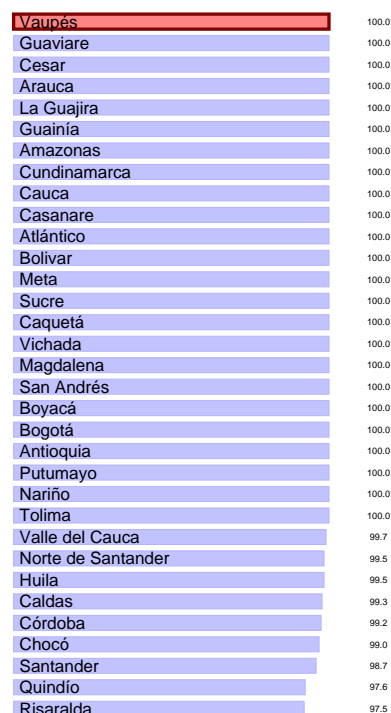 Vaupés 100.0
Guaviare 100.0
Cesar 100.0
Arauca 100.0
La Guajira 100.0
Guainía 100.0
Amazonas 100.0
Cundinamarca 100.0
Cauca 100.0
Casanare 100.0
Atlántico 100.0
Bolivar 100.0
Meta 100.0
Sucre 100.0
Caquetá 100.0
Vichada 100.0
Magdalena 100.0
San Andrés 100.0
Boyacá 100.0
Bogotá 100.0
Antioquia 100.0
Putumayo 100.0
Nariño 100.0
Tolima 100.0
Valle del Cauca 99.7
Norte de Santander 99.5
Huila 99.5
Caldas 99.3
Córdoba 99.2
Chocó 99.0
Santander 98.7
Quindío 97.6
Risaralda 97.5